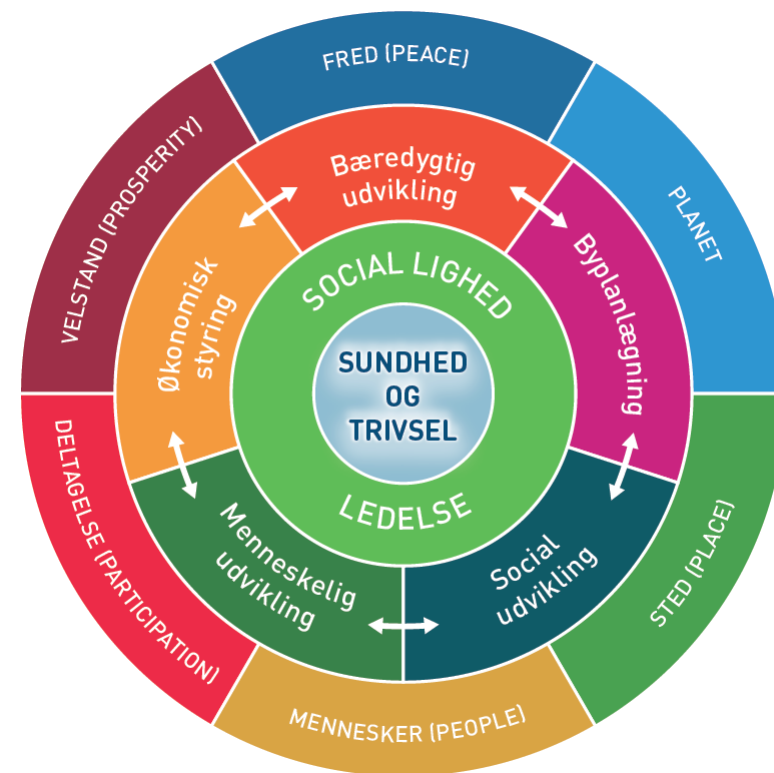 FRED (PEACE)
PLANET
STED (PLACE)
MENNESKER (PEOPLE)
DELTAGELSE (PARTICIPATION)
VELSTAND (PROSPERITY)
Bæredygtig
udvikling
Byplanlægning
Social
udvikling
Menneskelig
udvikling
Økonomisk
styring
SOCIAL LIGHED
LEDELSE
SUNDHED
OG
TRIVSEL